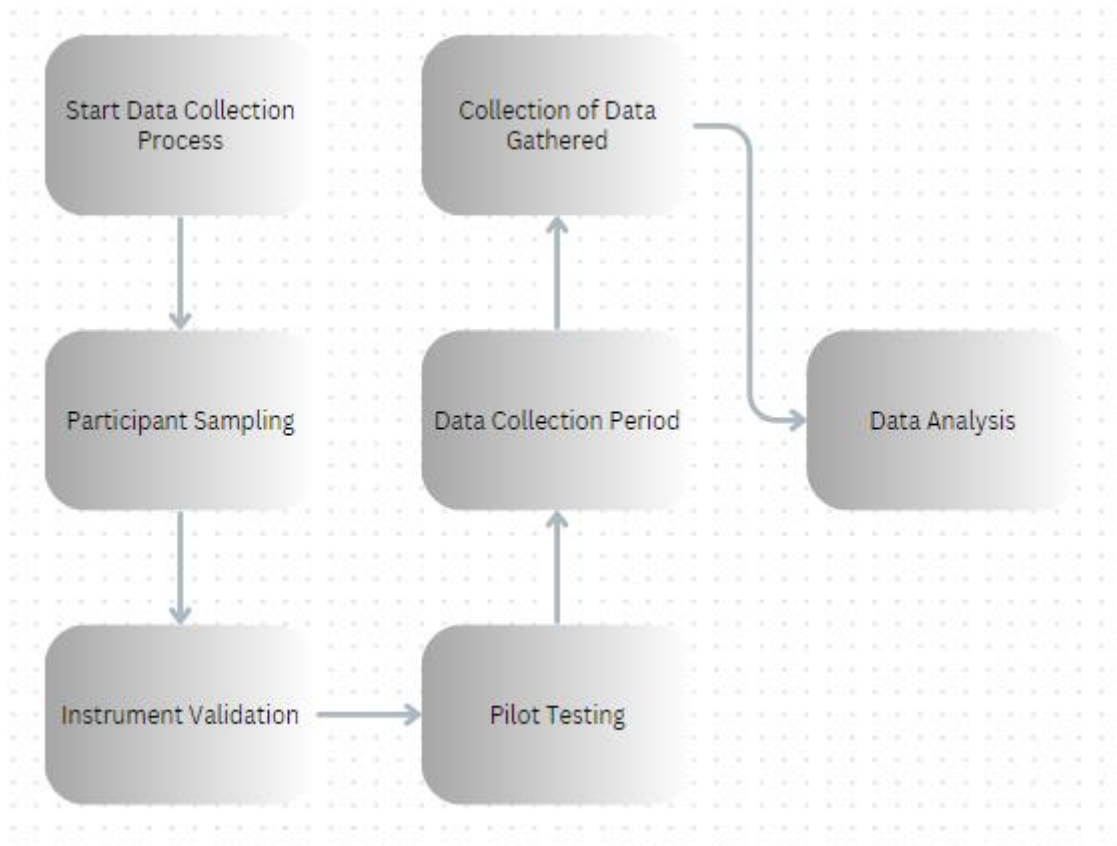 Start Data Collection
Process
Participant Sampling
Instrument Validation
Pilot Testing
Data Collection Period
Collection of Data
Gathered
Data Analysis